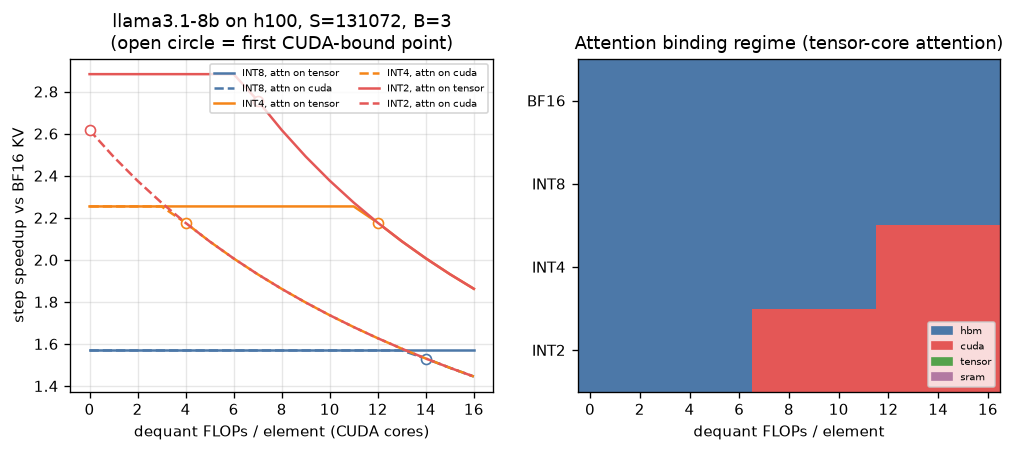 llama3.1-8b on h100, S=131072, B=3
(open circle = first CUDA-bound point)
step speedup vs BF16 KV
2.8
2.6
2.4
2.2
2.0
1.8
1.6
1.4
INT8, attn on tensor
INT8, attn on cuda
INT4, attn on tensor
INT4, attn on cuda
INT2, attn on tensor
INT2, attn on cuda
0 2 4 6 8 10 12 14 16
dequant FLOPs / element (CUDA cores)
Attention binding regime (tensor-core attention)
BF16
INT8
INT4
INT2
hbm
cuda
tensor
sram
0 2 4 6 8 10 12 14 16
dequant FLOPs / element